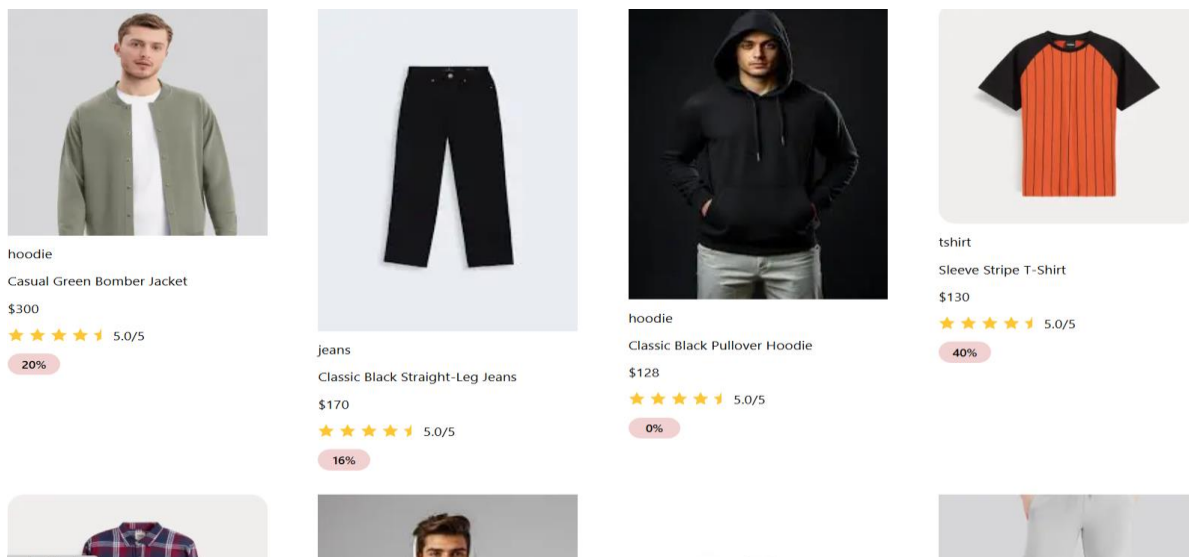 hoodie
Casual Green Bomber Jacket
$300
5.0/5
20%
jeans
Classic Black Straight-Leg Jeans
$170
5.0/5
16%
hoodie
Classic Black Pullover Hoodie
$128
5.0/5
0%
tshirt
Sleeve Stripe T-Shirt
$130
5.0/5
40%